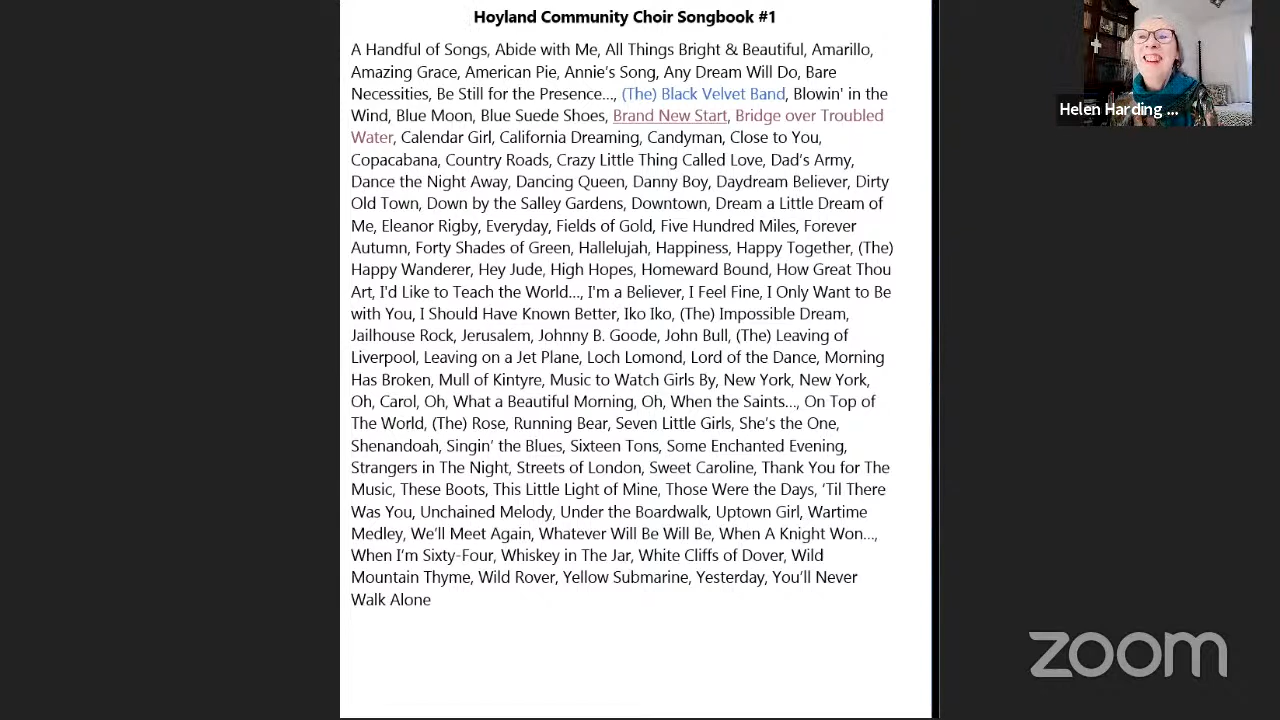 Hoyland Community Choir Songbook #1
A Handful of Songs, Abide with Me, All Things Bright & Beautiful, Amarillo,
Amazing Grace, American Pie, Annie’s Song, Any Dream Will Do, Bare
Necessities, Be Still for the Presence…, (The) Black Velvet Band, Blowin' in the
Wind, Blue Moon, Blue Suede Shoes, Brand New Start, Bridge over Troubled
Water, Calendar Girl, California Dreaming, Candyman, Close to You,
Copacabana, Country Roads, Crazy Little Thing Called Love, Dad’s Army,
Dance the Night Away, Dancing Queen, Danny Boy, Daydream Believer, Dirty
Old Town, Down by the Salley Gardens, Downtown, Dream a Little Dream of
Me, Eleanor Rigby, Everyday, Fields of Gold, Five Hundred Miles, Forever
Autumn, Forty Shades of Green, Hallelujah, Happiness, Happy Together, (The)
Happy Wanderer, Hey Jude, High Hopes, Homeward Bound, How Great Thou
Art, I'd Like to Teach the World…, I'm a Believer, I Feel Fine, I Only Want to Be
with You, I Should Have Known Better, Iko Iko, (The) Impossible Dream,
Jailhouse Rock, Jerusalem, Johnny B. Goode, John Bull, (The) Leaving of
Liverpool, Leaving on a Jet Plane, Loch Lomond, Lord of the Dance, Morning
Has Broken, Mull of Kintyre, Music to Watch Girls By, New York, New York,
Oh, Carol, Oh, What a Beautiful Morning, Oh, When the Saints…, On Top of
The World, (The) Rose, Running Bear, Seven Little Girls, She’s the One,
Shenandoah, Singin’ the Blues, Sixteen Tons, Some Enchanted Evening,
Strangers in The Night, Streets of London, Sweet Caroline, Thank You for The
Music, These Boots, This Little Light of Mine, Those Were the Days, ‘Til There
Was You, Unchained Melody, Under the Boardwalk, Uptown Girl, Wartime
Medley, We’ll Meet Again, Whatever Will Be Will Be, When A Knight Won…,
When I’m Sixty-Four, Whiskey in The Jar, White Cliffs of Dover, Wild
Mountain Thyme, Wild Rover, Yellow Submarine, Yesterday, You’ll Never
Walk Alone
Helen Harding ...
zoom